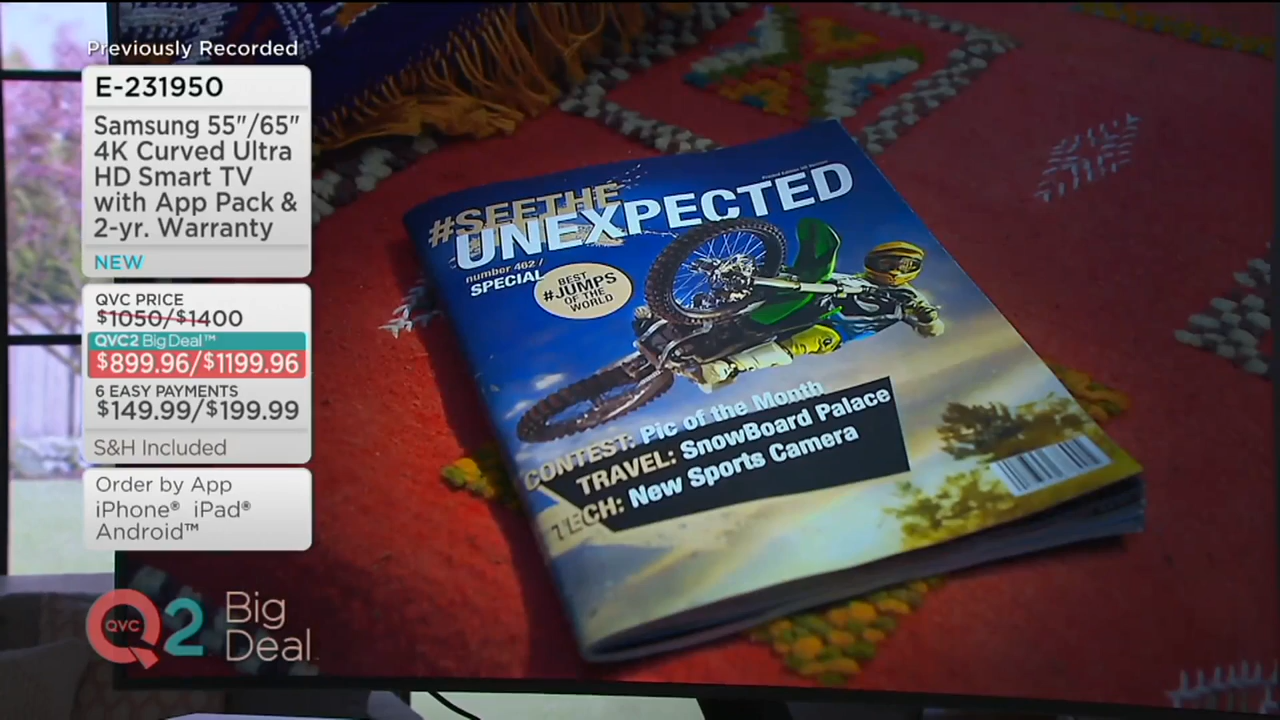 Previously Recorded
E-231950
Samsung 55"/65"
4K Curved Ultra
HD Smart TV
with App Pack &
2-yr. Warranty
NEW
QVC PRICE
$1050/$1400
QVC2 Big Deal™
$899.96/$1199.96
6 EASY PAYMENTS
$149.99/$199.99
S&H Included
Order by App
iPhone® iPad®
Android™
QVC
Q2
Big
Deal
#SEETHE
UNEXPECTED
number 462 /
SPECIAL
BEST
#JUMPS
OF THE
WORLD
CONTEST: Pic of the Month
TRAVEL: SnowBoard Palace
TECH: New Sports Camera